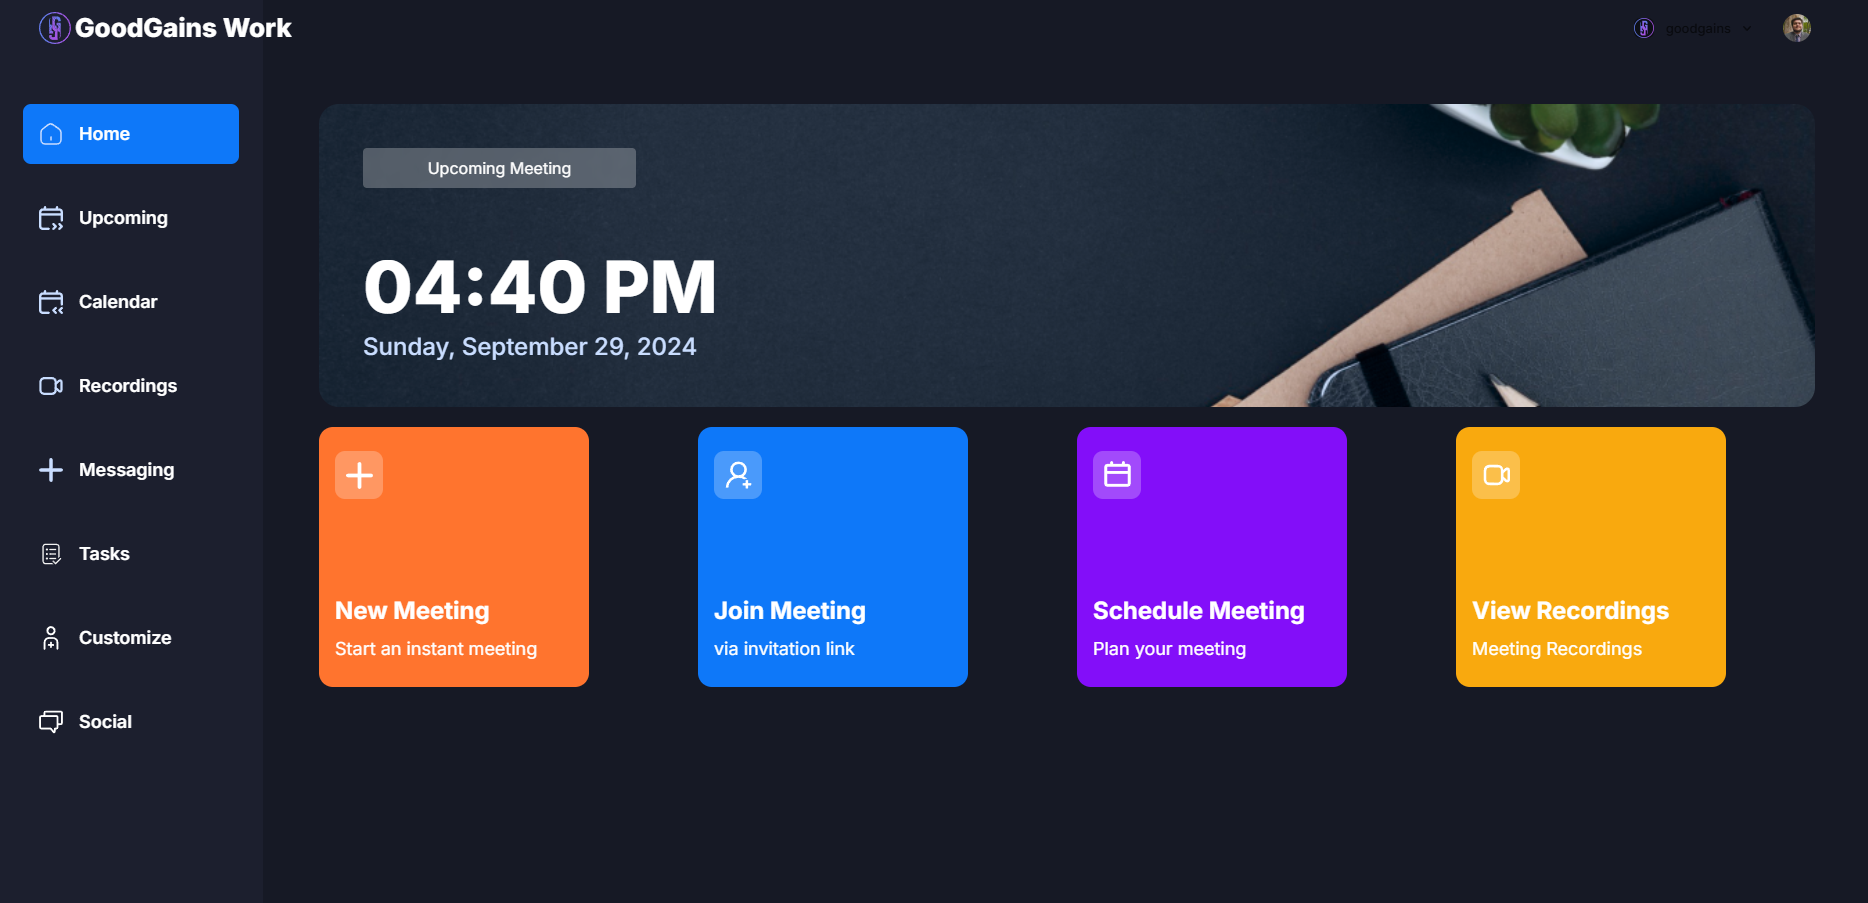 GoodGains Work
goodgains
Home
Upcoming
Calendar
Recordings
Messaging
Tasks
Customize
Social
Upcoming Meeting
04:40 PM
Sunday, September 29, 2024
New Meeting
Start an instant meeting
Join Meeting
via invitation link
Schedule Meeting
Plan your meeting
View Recordings
Meeting Recordings